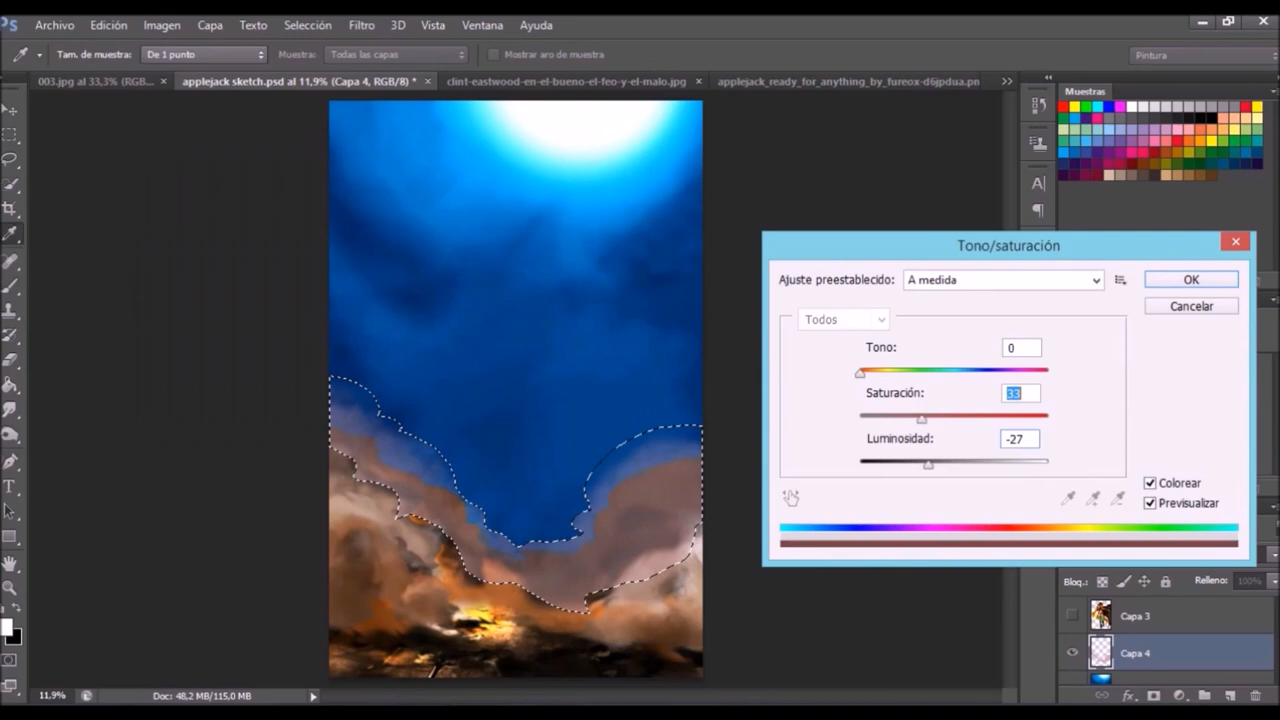 PS Archivo Edición Imagen Capa Texto Selección Filtro 3D Vista Ventana Ayuda
Tam. de muestra: De 1 punto Muestra: Todas las capas Mostrar aro de muestra Pintura
003.jpg al 33,3% (RGB... × applejack sketch.psd al 11,9% (Capa 4, RGB/8) * × clint-eastwood-en-el-bueno-el-feo-y-el-malo.jpg × applejack_ready_for_anything_by_fureox-d6jpdua.pn
Muestras
Tono/saturación
Ajuste preestablecido: A medida OK
Cancelar
Todos
Tono: 0
Saturación: 33
Luminosidad: -27
Colorear
Previsualizar
Bloq.: Relleno: 100%
Capa 3
Capa 4
11,9% Doc: 48,2 MB/115,0 MB